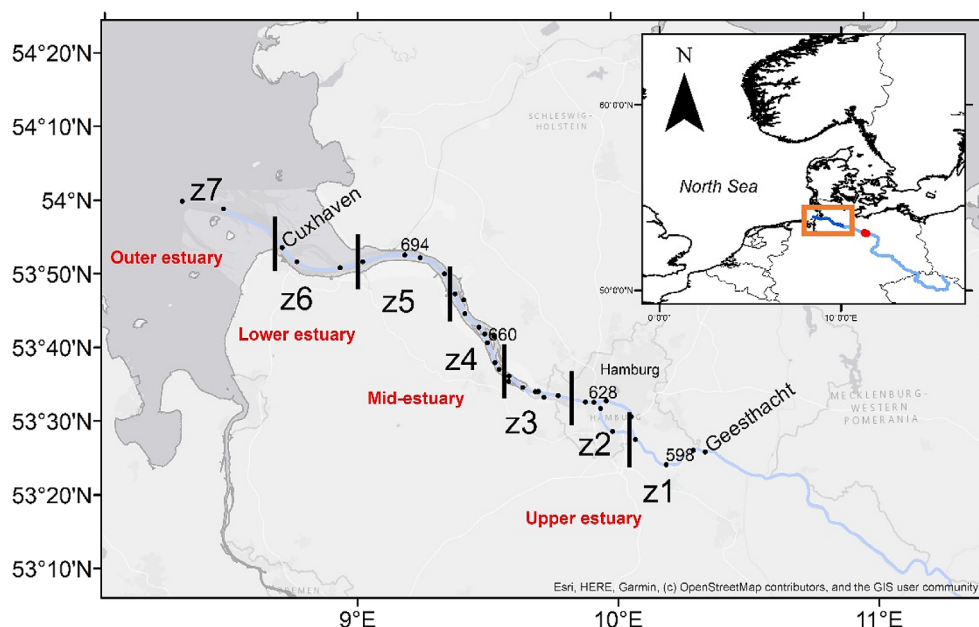 54°20'N
54°10'N
54°0'N
53°50'N
53°40'N
53°30'N
53°20'N
53°10'N
SCHLESWIG-
HOLSTEIN
N
60°0'0"N
North Sea
50°0'0"N
0°0'0"
10°0'0"E
z7
Cuxhaven
Outer estuary
694
z6
z5
Lower estuary
660
z4
Hamburg
Mid-estuary
628
MECKLENBURG-
WESTERN
POMERANIA
z3
HAMBURG
z2
Geesthacht
598
z1
Upper estuary
BREMEN
Esri, HERE, Garmin, (c) OpenStreetMap contributors, and the GIS user community
9°E
10°E
11°E